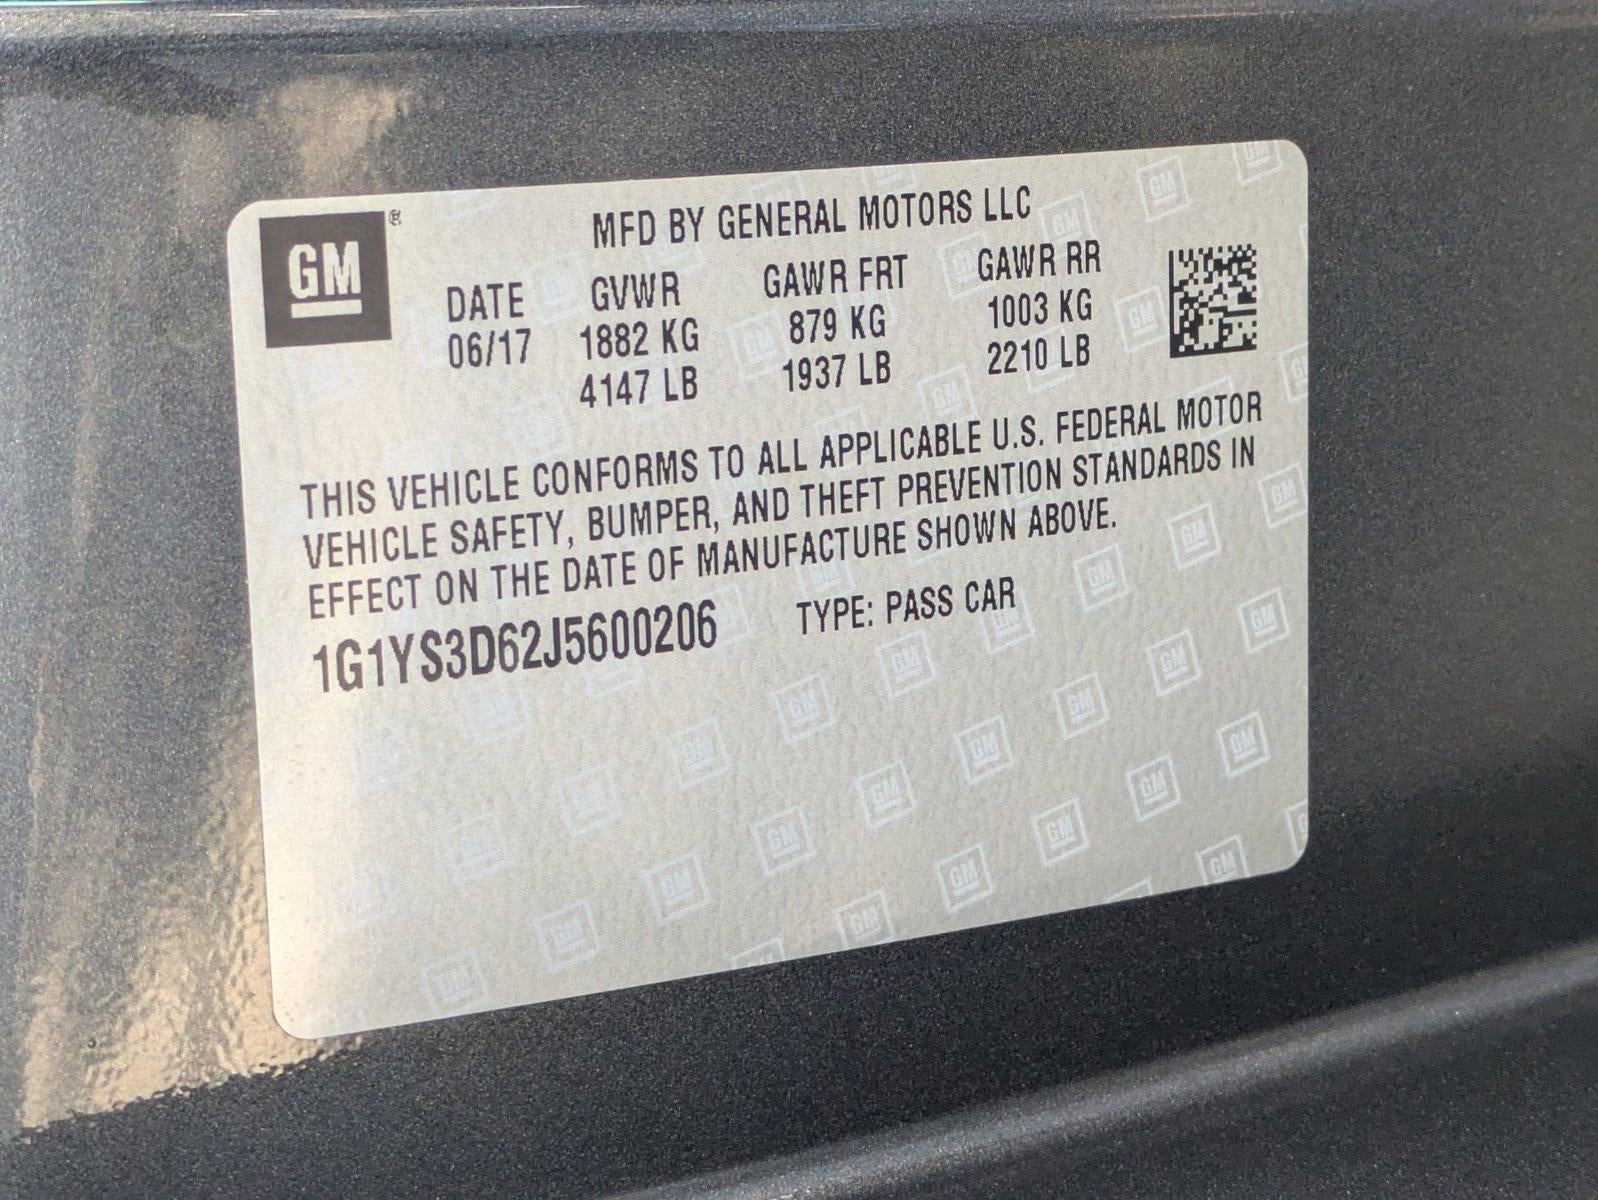 GM®
MFD BY GENERAL MOTORS LLC
DATE GVWR GAWR FRT GAWR RR
06/17 1882 KG 879 KG 1003 KG
4147 LB 1937 LB 2210 LB
THIS VEHICLE CONFORMS TO ALL APPLICABLE U.S. FEDERAL MOTOR
VEHICLE SAFETY, BUMPER, AND THEFT PREVENTION STANDARDS IN
EFFECT ON THE DATE OF MANUFACTURE SHOWN ABOVE.
1G1YS3D62J5600206 TYPE: PASS CAR